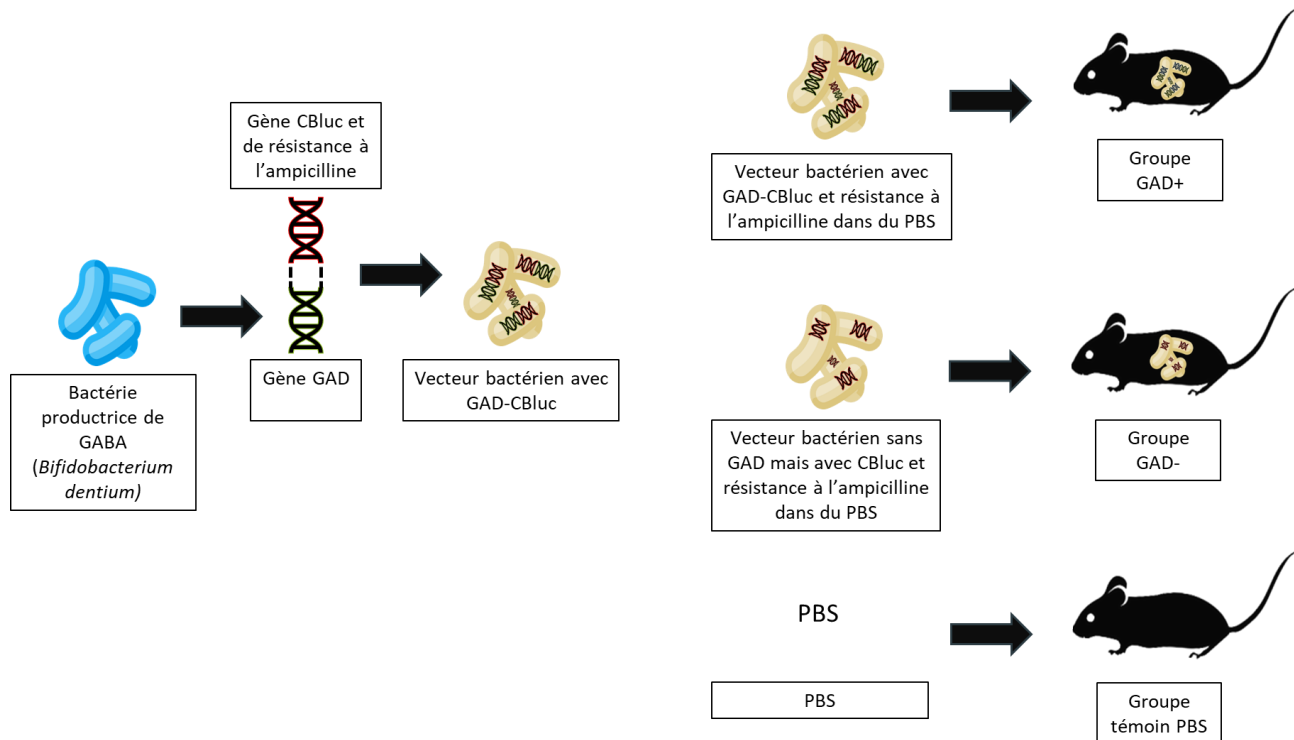 Gène CBluc et
de résistance à
l’ampicilline
Bactérie
productrice de
GABA
(Bifidobacterium
dentium)
Gène GAD
Vecteur bactérien avec
GAD-CBluc
Vecteur bactérien avec
GAD-CBluc et résistance à
l’ampicilline dans du PBS
Groupe
GAD+
Vecteur bactérien sans
GAD mais avec CBluc et
résistance à l’ampicilline
dans du PBS
Groupe
GAD-
PBS
PBS
Groupe
témoin PBS